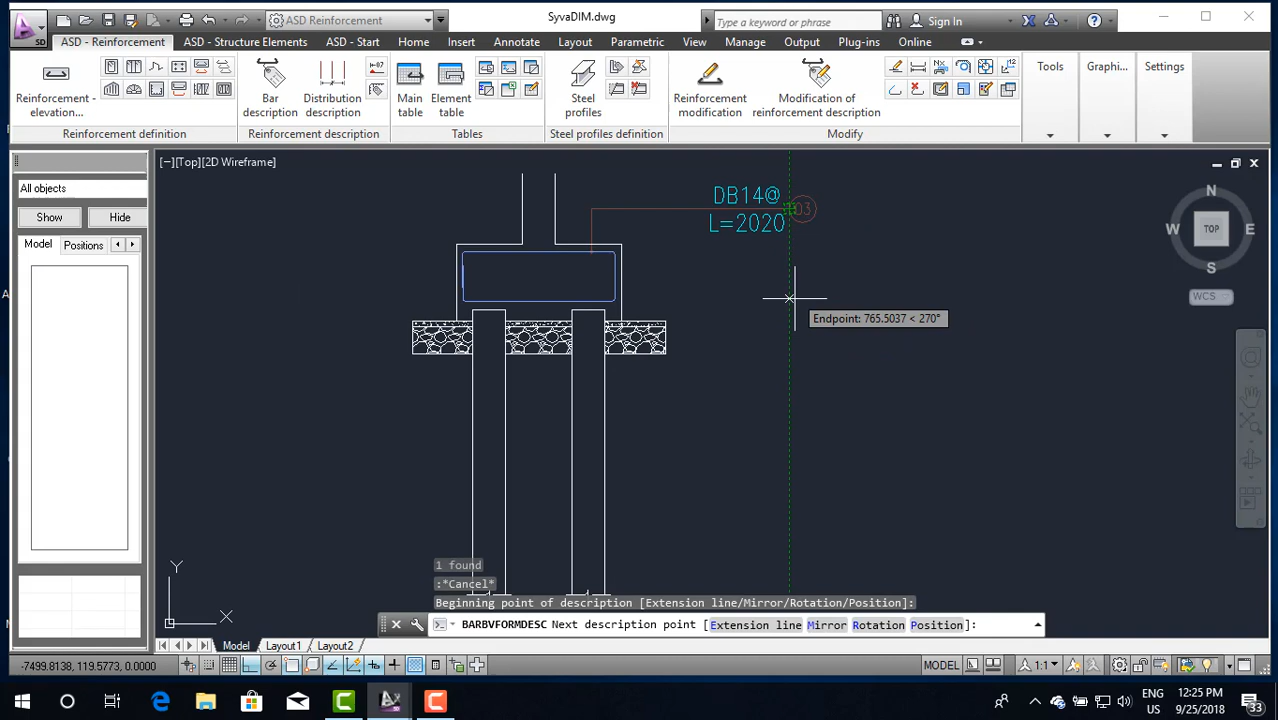 ASD Reinforcement
SyvaDIM.dwg
Type a keyword or phrase
Sign In
3D
ASD - Reinforcement
ASD - Structure Elements
ASD - Start
Home
Insert
Annotate
Layout
Parametric
View
Manage
Output
Plug-ins
Online
Reinforcement - elevation...
Bar description
Distribution description
Main table
Element table
Steel profiles
Reinforcement modification
Modification of reinforcement description
Tools
Graphi...
Settings
Reinforcement definition
Reinforcement description
Tables
Steel profiles definition
Modify
All objects
Show
Hide
Model
Positions
[−][Top][2D Wireframe]
DB14@
L=2020
03
N
W
TOP
E
S
WCS
Endpoint: 765.5037 < 270°
Y
X
1 found
:*Cancel*
Beginning point of description [Extension line/Mirror/Rotation/Position]:
BARBVFORMDESC Next description point [Extension line Mirror Rotation Position]:
Model
Layout1
Layout2
-7499.8138, 119.5773, 0.0000
MODEL
1:1
ENG
US
12:25 PM
9/25/2018
33